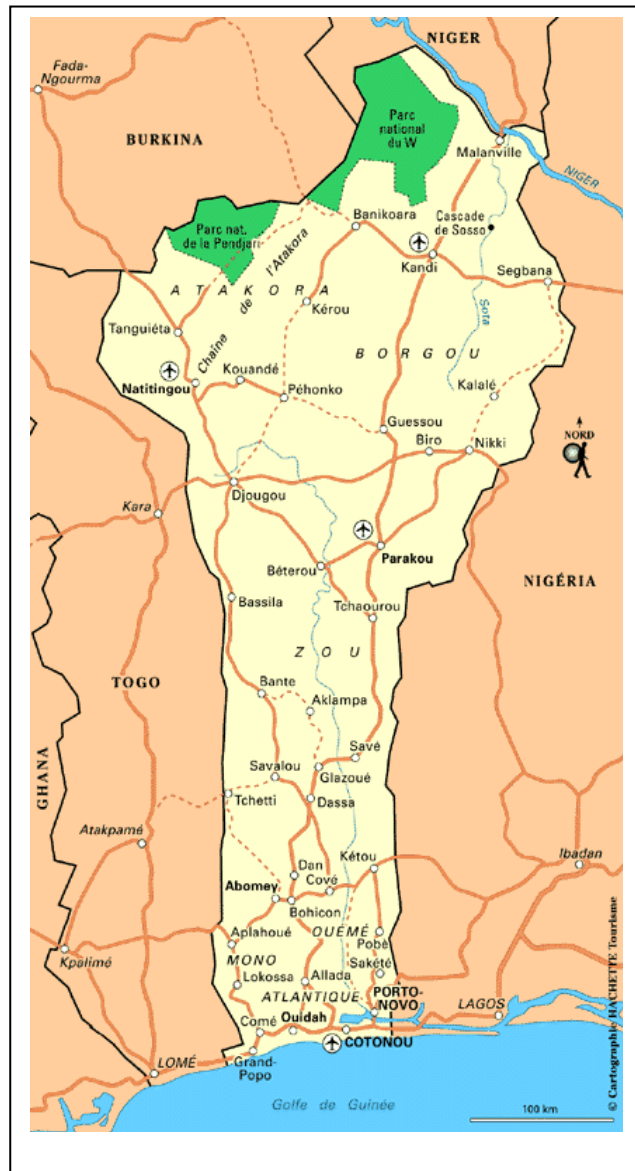 NIGER
Fada-
Ngourma
BURKINA
Parc
national
du W
Malanville
NIGER
Parc nat.
de la Pendjari
Banikoara
Cascade
de Sosso
Kandi
Segbana
Chaîne de l'Atakora
ATAKORA
Kérou
Sota
Tanguiéta
BORGOU
Kouandé
Natitingou
Péhonko
Kalalé
Guessou
NORD
Biro
Nikki
Djougou
Kara
Parakou
Béterou
NIGÉRIA
Bassila
Tchaourou
ZOU
TOGO
Bante
Aklampa
Savé
Savalou
Glazoué
GHANA
Tchetti
Dassa
Atakpamé
Ibadan
Dan
Kétou
Cové
Abomey
Bohicon
OUÉMÉ
Aplahoué
Pobè
Kpalimé
MONO
Sakété
Lokossa
Allada
ATLANTIQUE
PORTO-
NOVO
LAGOS
Ouidah
Comé
COTONOU
LOMÉ
Grand-
Popo
Golfe de Guinée
100 km
© Cartographie HACHETTE Tourisme